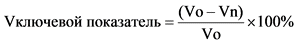 Vключевой показатель = (Vo – Vn) / Vo ×100%